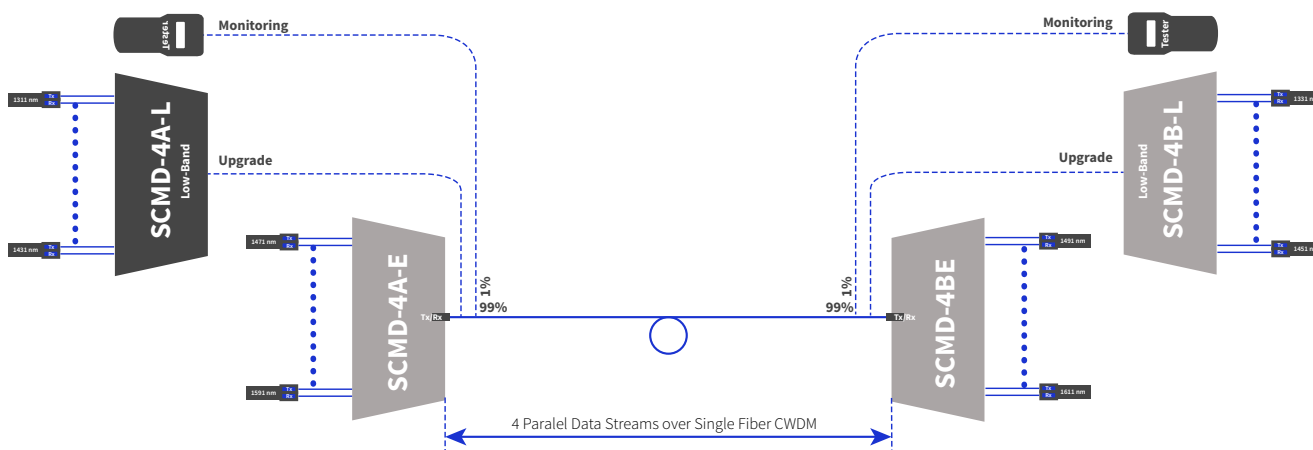 Monitoring
Monitoring
Tester
Tester
1311 nm
Tx
Rx
SCMD-4A-L
Low-Band
Upgrade
1431 nm
Tx
Rx
Upgrade
Low-Band
SCMD-4B-L
Tx
Rx
1331 n
Tx
Rx
1451 n
1471 nm
Tx
Rx
SCMD-4A-E
1591 nm
Tx
Rx
Tx/Rx
1%
99%
1%
99%
Tx/Rx
SCMD-4BE
Tx
Rx
1491 nm
Tx
Rx
1611 nm
4 Paralel Data Streams over Single Fiber CWDM